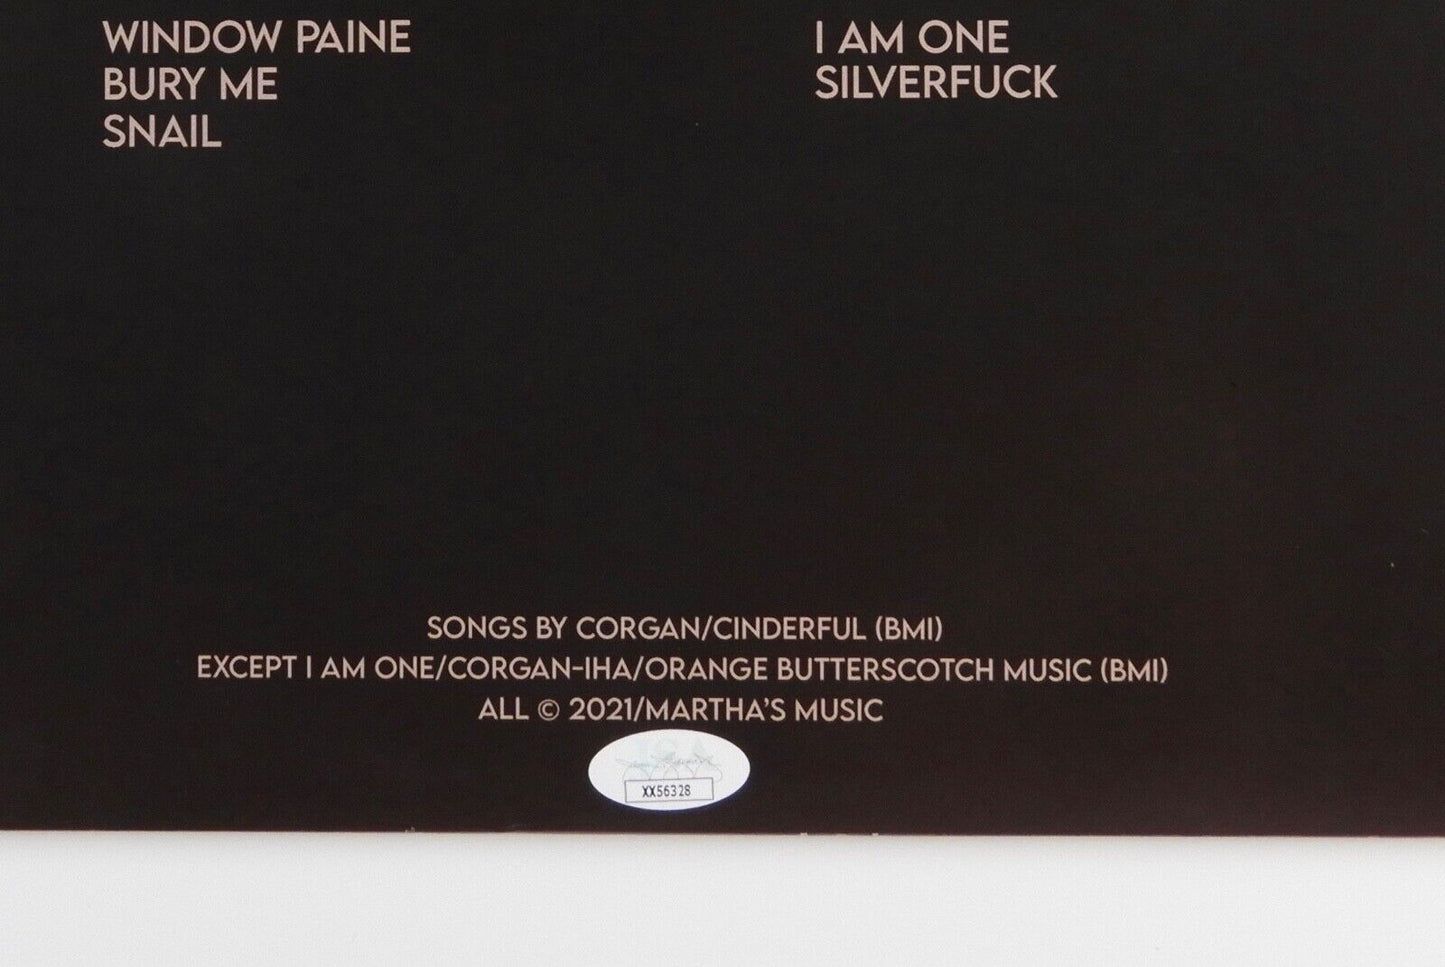 WINDOW PAINE
BURY ME
SNAIL
I AM ONE
SILVERFUCK
SONGS BY CORGAN/CINDERFUL (BMI)
EXCEPT I AM ONE/CORGAN-IHA/ORANGE BUTTERSCOTCH MUSIC (BMI)
ALL © 2021/MARTHA'S MUSIC
JSA
XX56328